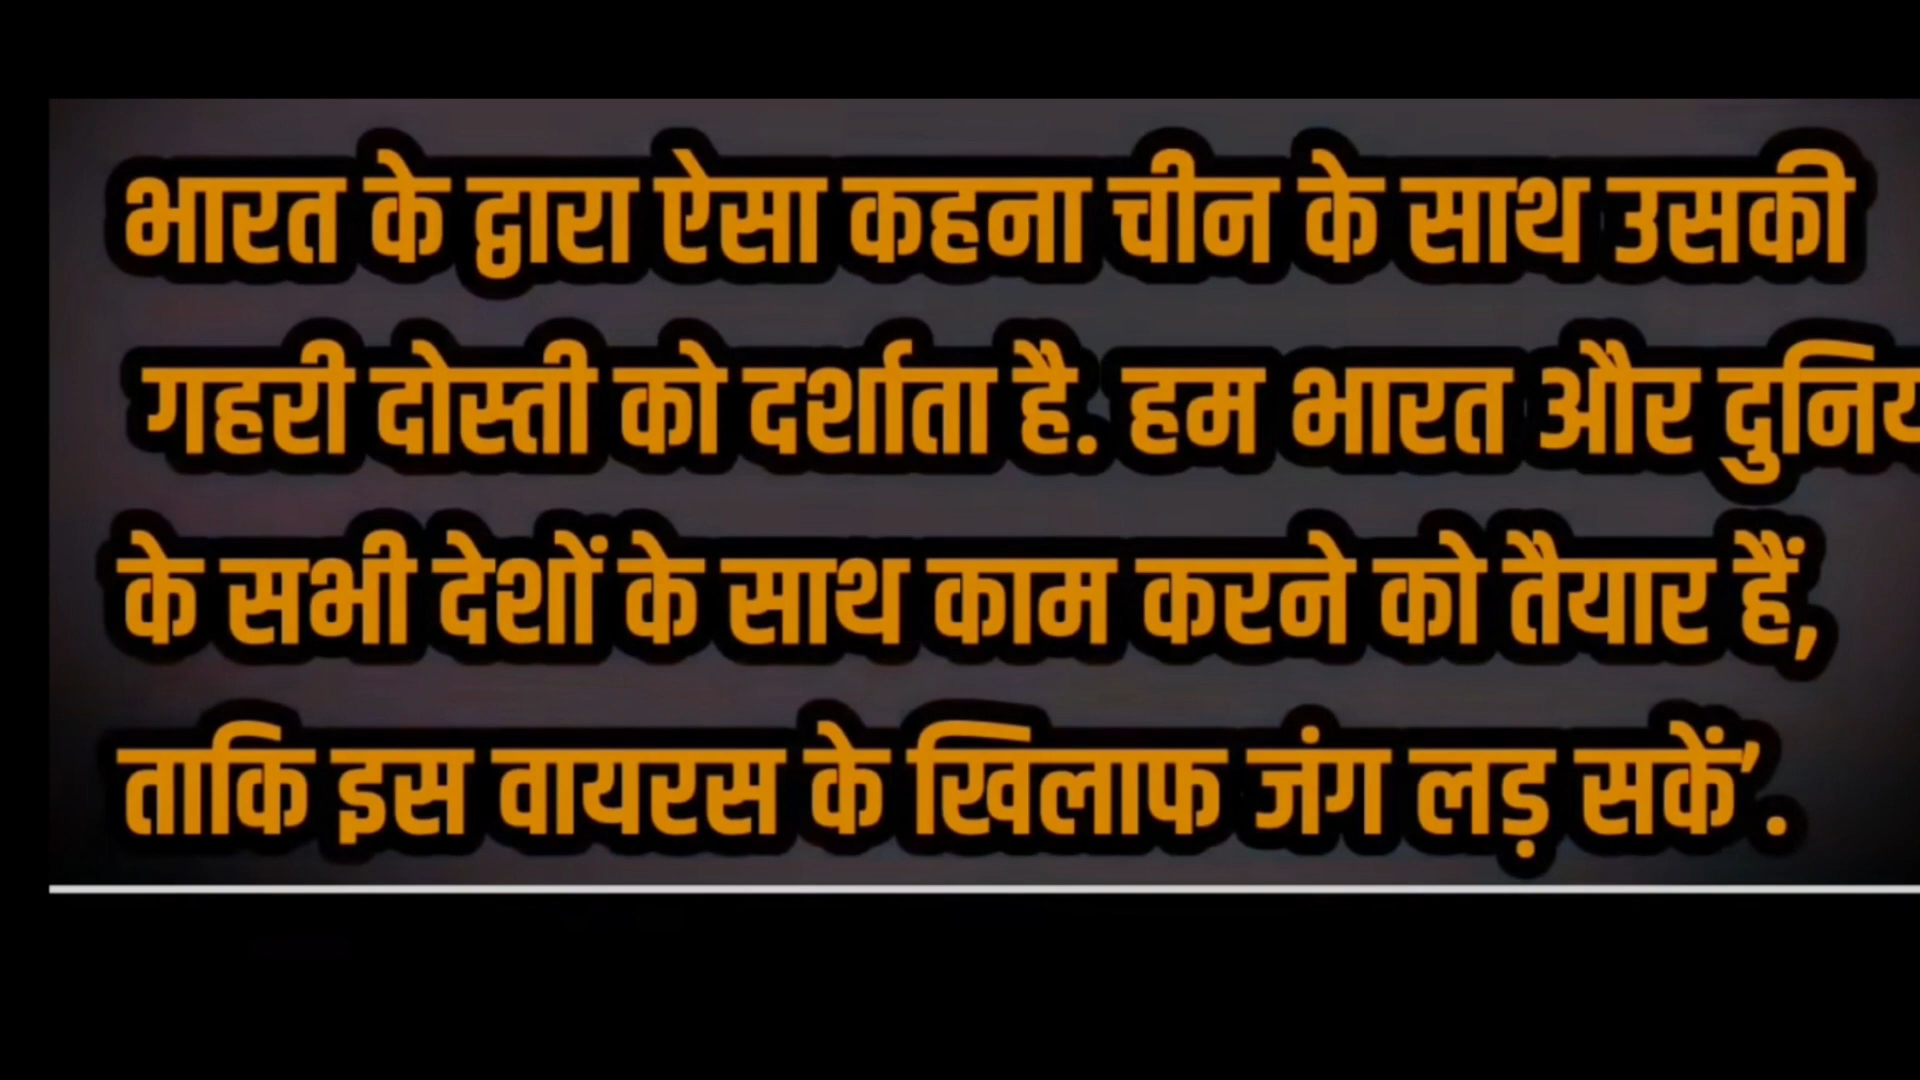 भारत के द्वारा ऐसा कहना चीन के साथ उसकी
गहरी दोस्ती को दर्शाता है. हम भारत और दुनिय
के सभी देशों के साथ काम करने को तैयार हैं,
ताकि इस वायरस के खिलाफ जंग लड़ सकें’.